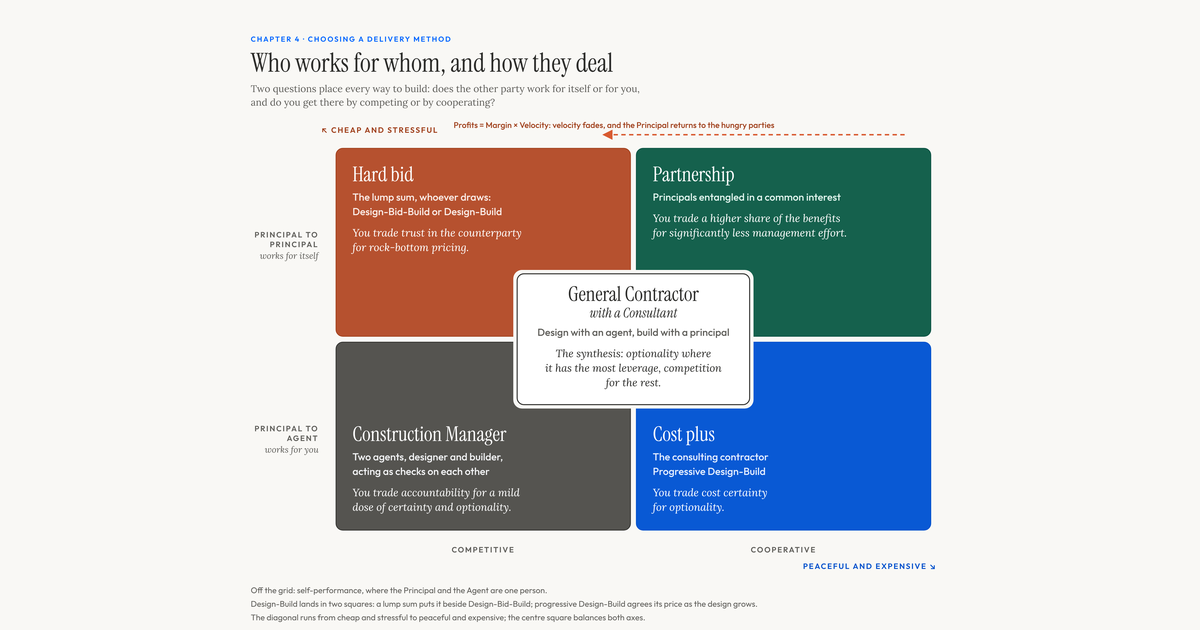 CHAPTER 4 · CHOOSING A DELIVERY METHOD
Who works for whom, and how they deal
Two questions place every way to build: does the other party work for itself or for you,
and do you get there by competing or by cooperating?
↖ CHEAP AND STRESSFUL
Profits = Margin × Velocity: velocity fades, and the Principal returns to the hungry parties
PRINCIPAL TO
PRINCIPAL
works for itself
Hard bid
The lump sum, whoever draws:
Design-Bid-Build or Design-Build
You trade trust in the counterparty
for rock-bottom pricing.
Partnership
Principals entangled in a common interest
You trade a higher share of the benefits
for significantly less management effort.
General Contractor
with a Consultant
Design with an agent, build with a principal
The synthesis: optionality where
it has the most leverage, competition
for the rest.
PRINCIPAL TO
AGENT
works for you
Construction Manager
Two agents, designer and builder,
acting as checks on each other
You trade accountability for a mild
dose of certainty and optionality.
Cost plus
The consulting contractor
Progressive Design-Build
You trade cost certainty
for optionality.
COMPETITIVE
COOPERATIVE
PEACEFUL AND EXPENSIVE ↘
Off the grid: self-performance, where the Principal and the Agent are one person.
Design-Build lands in two squares: a lump sum puts it beside Design-Bid-Build; progressive Design-Build agrees its price as the design grows.
The diagonal runs from cheap and stressful to peaceful and expensive; the centre square balances both axes.